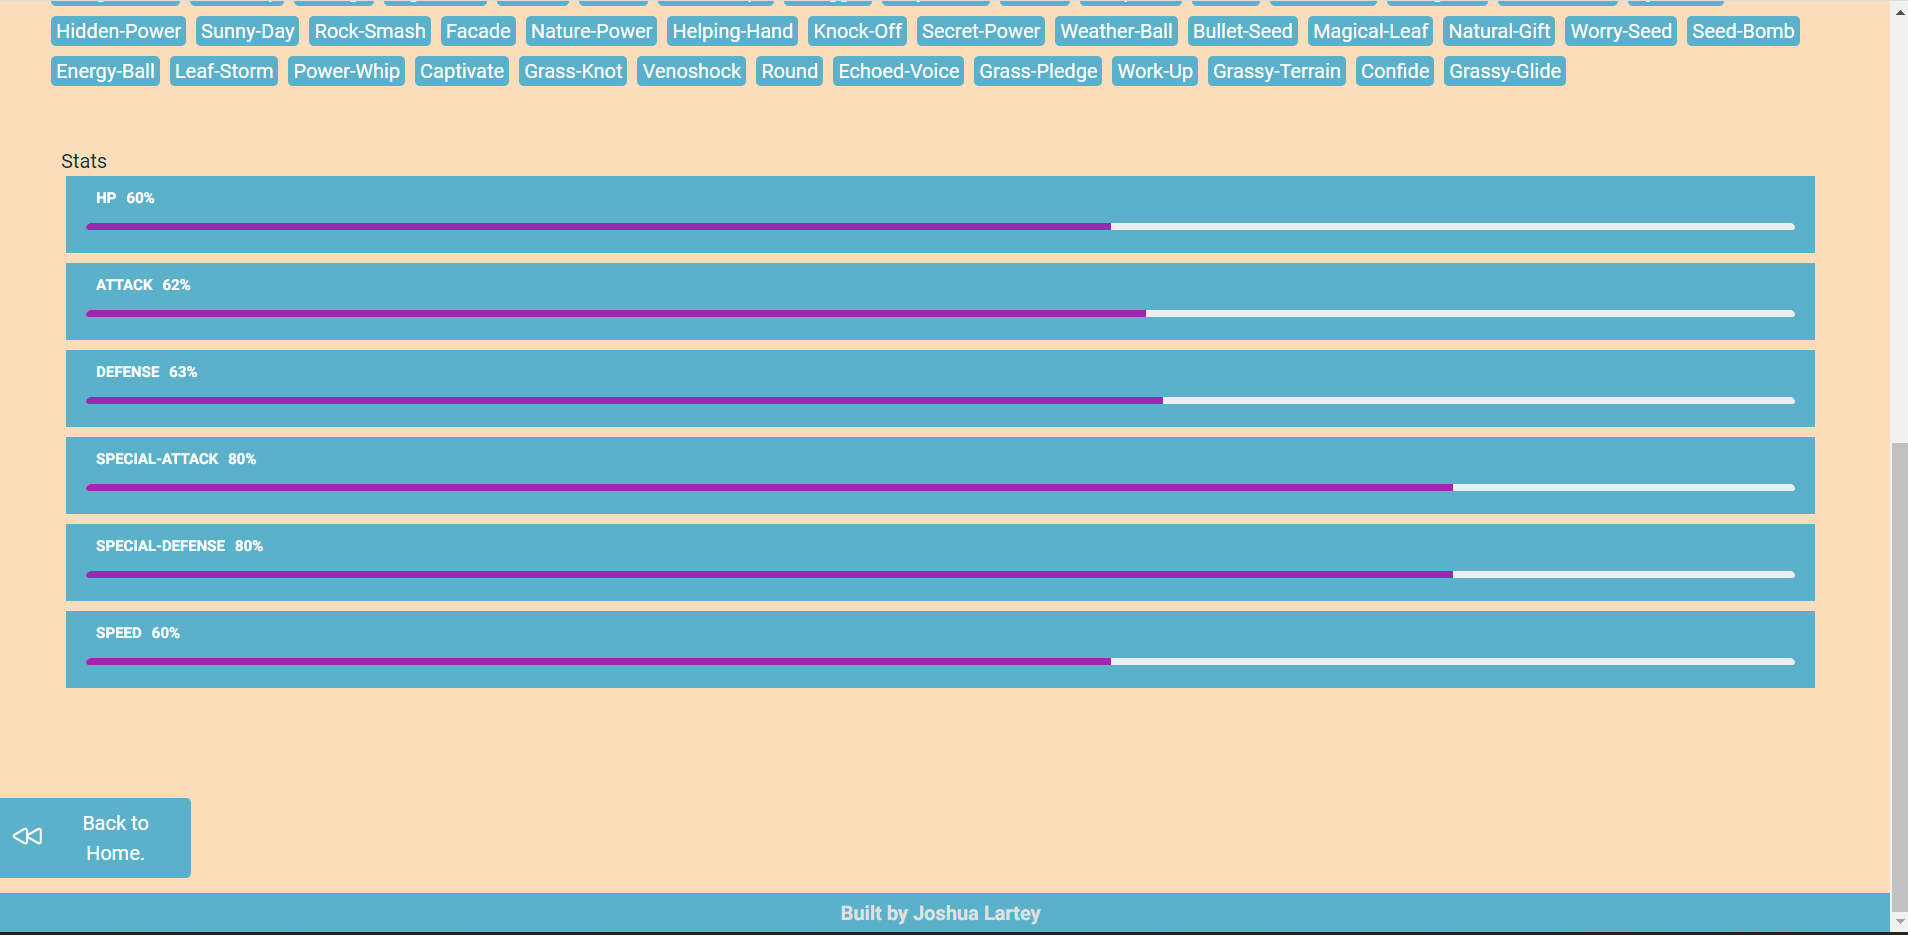 Hidden-Power Sunny-Day Rock-Smash Facade Nature-Power Helping-Hand Knock-Off Secret-Power Weather-Ball Bullet-Seed Magical-Leaf Natural-Gift Worry-Seed Seed-Bomb
Energy-Ball Leaf-Storm Power-Whip Captivate Grass-Knot Venoshock Round Echoed-Voice Grass-Pledge Work-Up Grassy-Terrain Confide Grassy-Glide
Stats
HP 60%
ATTACK 62%
DEFENSE 63%
SPECIAL-ATTACK 80%
SPECIAL-DEFENSE 80%
SPEED 60%
Back to
Home.
Built by Joshua Lartey